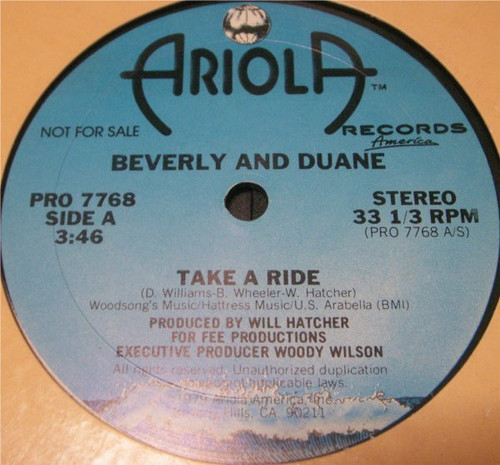 ARIOLA™
NOT FOR SALE
RECORDS
America
BEVERLY AND DUANE
PRO 7768
SIDE A
3:46
STEREO
33 1/3 RPM
(PRO 7768 A/S)
TAKE A RIDE
(D. Williams-B. Wheeler-W. Hatcher)
Woodsong's Music/Hattress Music/U.S. Arabella (BMI)
PRODUCED BY WILL HATCHER
FOR FEE PRODUCTIONS
EXECUTIVE PRODUCER WOODY WILSON
All rights reserved. Unauthorized duplication
applicable laws.
1979 Ariola America, Inc.
Hills, CA. 90211